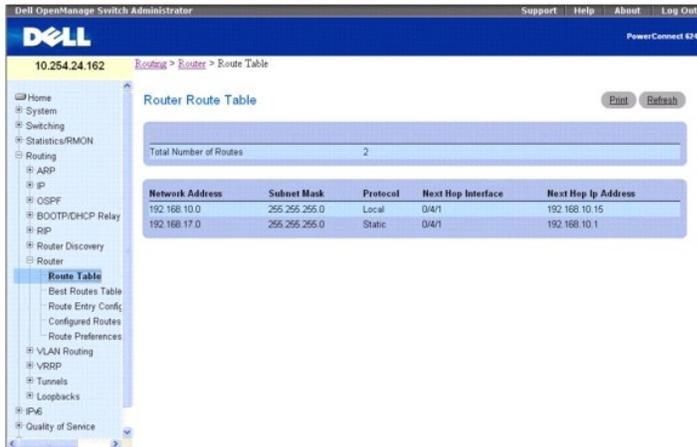 Dell OpenManage Switch Administrator
Support Help About Log Out
DELL
PowerConnect 624
10.254.24.162
Routing > Router > Route Table
Home
System
Switching
Statistics/RMON
Routing
ARP
IP
OSPF
BOOTP/DHCP Relay
RIP
Router Discovery
Router
Route Table
Best Routes Table
Route Entry Config
Configured Routes
Route Preferences
VLAN Routing
VRRP
Tunnels
Loopbacks
IPv6
Quality of Service
Router Route Table
Print Refresh
Total Number of Routes 2
Network Address Subnet Mask Protocol Next Hop Interface Next Hop Ip Address
192.168.10.0 255.255.255.0 Local 0/4/1 192.168.10.15
192.168.17.0 255.255.255.0 Static 0/4/1 192.168.10.1